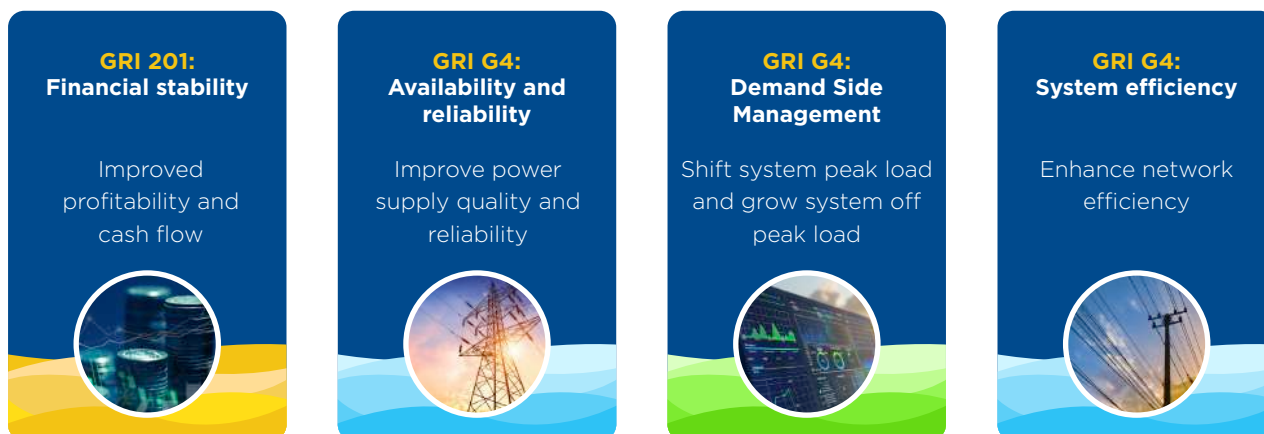 GRI 201:
Financial stability
Improved
profitability and
cash flow
GRI G4:
Availability and
reliability
Improve power
supply quality and
reliability
GRI G4:
Demand Side
Management
Shift system peak load
and grow system off
peak load
GRI G4:
System efficiency
Enhance network
efficiency